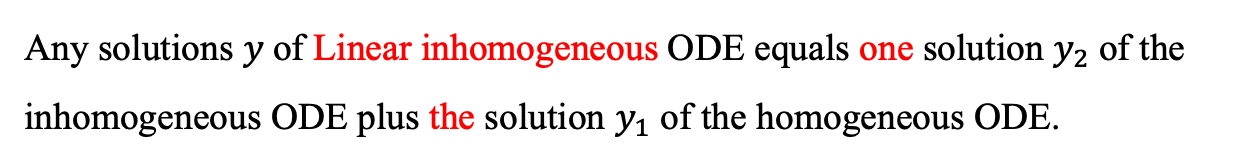 Any solutions y of Linear inhomogeneous ODE equals one solution y₂ of the
inhomogeneous ODE plus the solution y₁ of the homogeneous ODE.